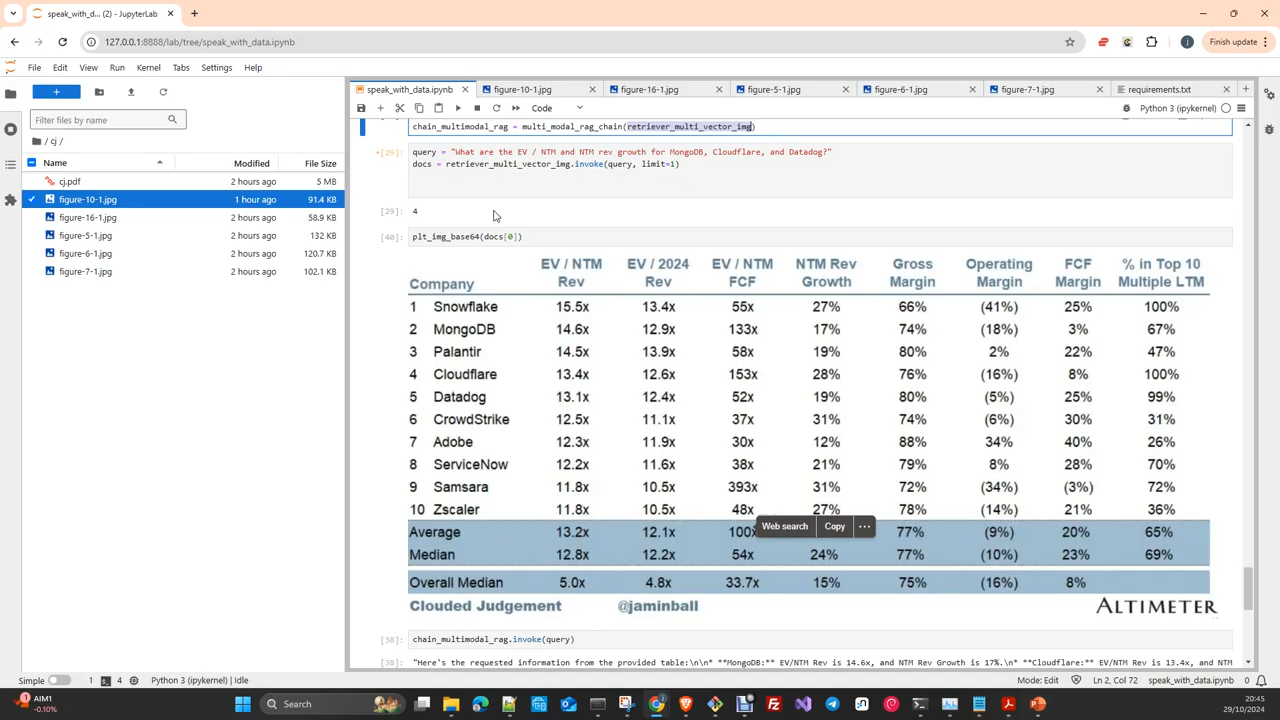 speak_with_d... (2) - JupyterLab
127.0.0.1:8888/lab/tree/speak_with_data.ipynb
Finish update
File Edit View Run Kernel Tabs Settings Help
speak_with_data.ipynb figure-10-1.jpg figure-16-1.jpg figure-5-1.jpg figure-6-1.jpg figure-7-1.jpg requirements.txt
Code
Python 3 (ipykernel)
Filter files by name
/ cj /
Name Modified File Size
cj.pdf 2 hours ago 5 MB
figure-10-1.jpg 1 hour ago 91.4 KB
figure-16-1.jpg 2 hours ago 58.9 KB
figure-5-1.jpg 2 hours ago 132 KB
figure-6-1.jpg 2 hours ago 120.7 KB
figure-7-1.jpg 2 hours ago 102.1 KB
chain_multimodal_rag = multi_modal_rag_chain(retriever_multi_vector_img)
[29]: query = "What are the EV / NTM and NTM rev growth for MongoDB, Cloudflare, and Datadog?"
docs = retriever_multi_vector_img.invoke(query, limit=1)
[29]: 4
[40]: plt_img_base64(docs[0])
EV / NTM EV / 2024 EV / NTM NTM Rev Gross Operating FCF % in Top 10
Company Rev Rev FCF Growth Margin Margin Margin Multiple LTM
1 Snowflake 15.5x 13.4x 55x 27% 66% (41%) 25% 100%
2 MongoDB 14.6x 12.9x 133x 17% 74% (18%) 3% 67%
3 Palantir 14.5x 13.9x 58x 19% 80% 2% 22% 47%
4 Cloudflare 13.4x 12.6x 153x 28% 76% (16%) 8% 100%
5 Datadog 13.1x 12.4x 52x 19% 80% (5%) 25% 99%
6 CrowdStrike 12.5x 11.1x 37x 31% 74% (6%) 30% 31%
7 Adobe 12.3x 11.9x 30x 12% 88% 34% 40% 26%
8 ServiceNow 12.2x 11.6x 38x 21% 79% 8% 28% 70%
9 Samsara 11.8x 10.5x 393x 31% 72% (34%) (3%) 72%
10 Zscaler 11.8x 10.5x 48x 27% 78% (14%) 21% 36%
Web search Copy
Average 13.2x 12.1x 100x 77% (9%) 20% 65%
Median 12.8x 12.2x 54x 24% 77% (10%) 23% 69%
Overall Median 5.0x 4.8x 33.7x 15% 75% (16%) 8%
Clouded Judgement @jaminball ALTIMETER
[38]: chain_multimodal_rag.invoke(query)
[38]: "Here's the requested information from the provided table:\n\n* **MongoDB:** EV/NTM Rev is 14.6x, and NTM Rev Growth is 17%.\n* **Cloudflare:** EV/NTM Rev is 13.4x, and NTM
Simple 1 4 Python 3 (ipykernel) | Idle Mode: Edit Ln 2, Col 72 speak_with_data.ipynb 0
AIM1
-0.10%
Search
20:45
29/10/2024